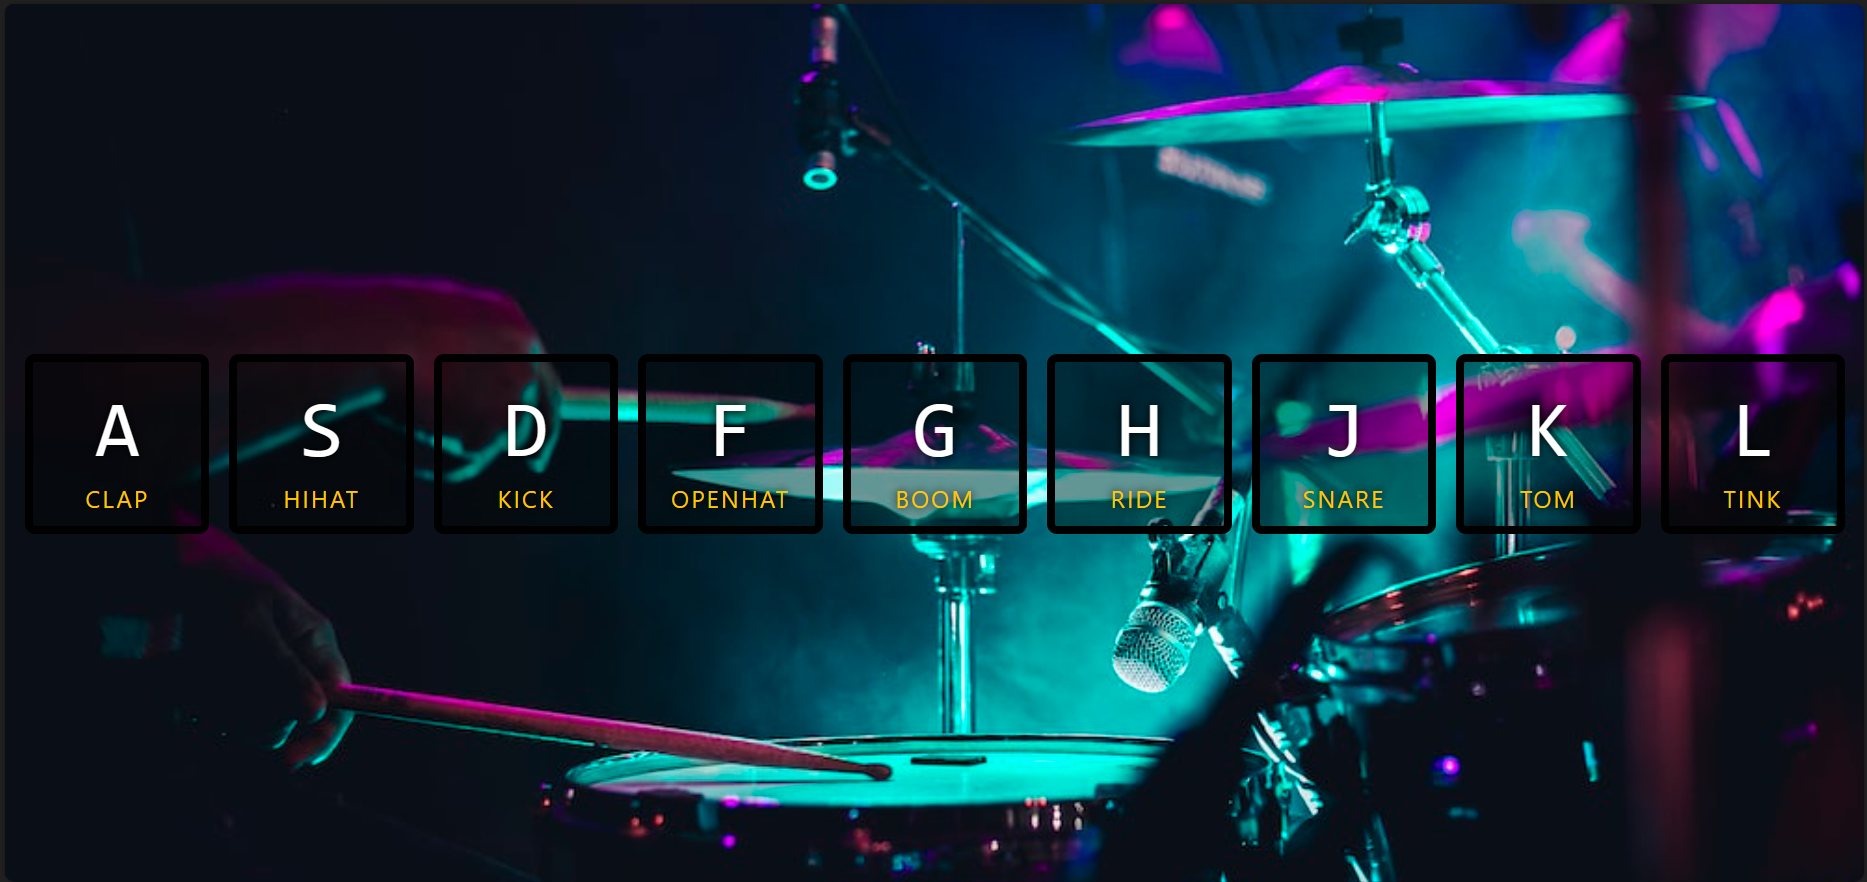 A S D F G H J K L
CLAP HIHAT KICK OPENHAT BOOM RIDE SNARE TOM TINK